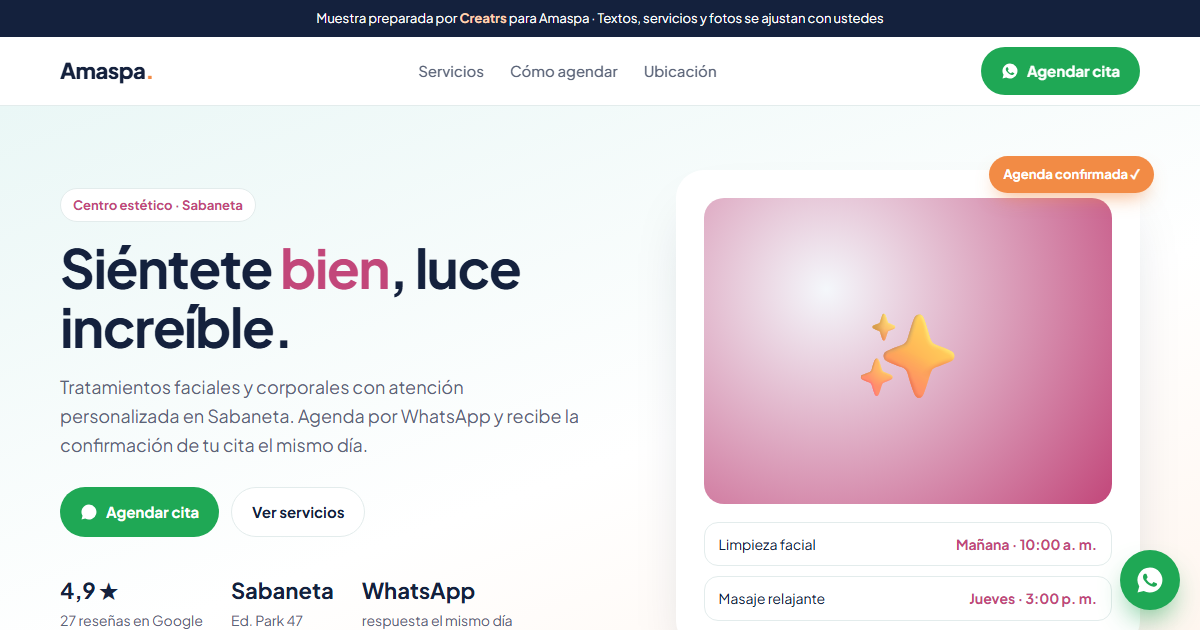 Muestra preparada por Creatrs para Amaspa · Textos, servicios y fotos se ajustan con ustedes
Amaspa.
Servicios
Cómo agendar
Ubicación
Agendar cita
Centro estético · Sabaneta
Siéntete bien, luce
increíble.
Tratamientos faciales y corporales con atención
personalizada en Sabaneta. Agenda por WhatsApp y recibe la
confirmación de tu cita el mismo día.
Agendar cita
Ver servicios
4,9 ★
27 reseñas en Google
Sabaneta
Ed. Park 47
WhatsApp
respuesta el mismo día
Agenda confirmada ✓
Limpieza facial
Mañana · 10:00 a. m.
Masaje relajante
Jueves · 3:00 p. m.